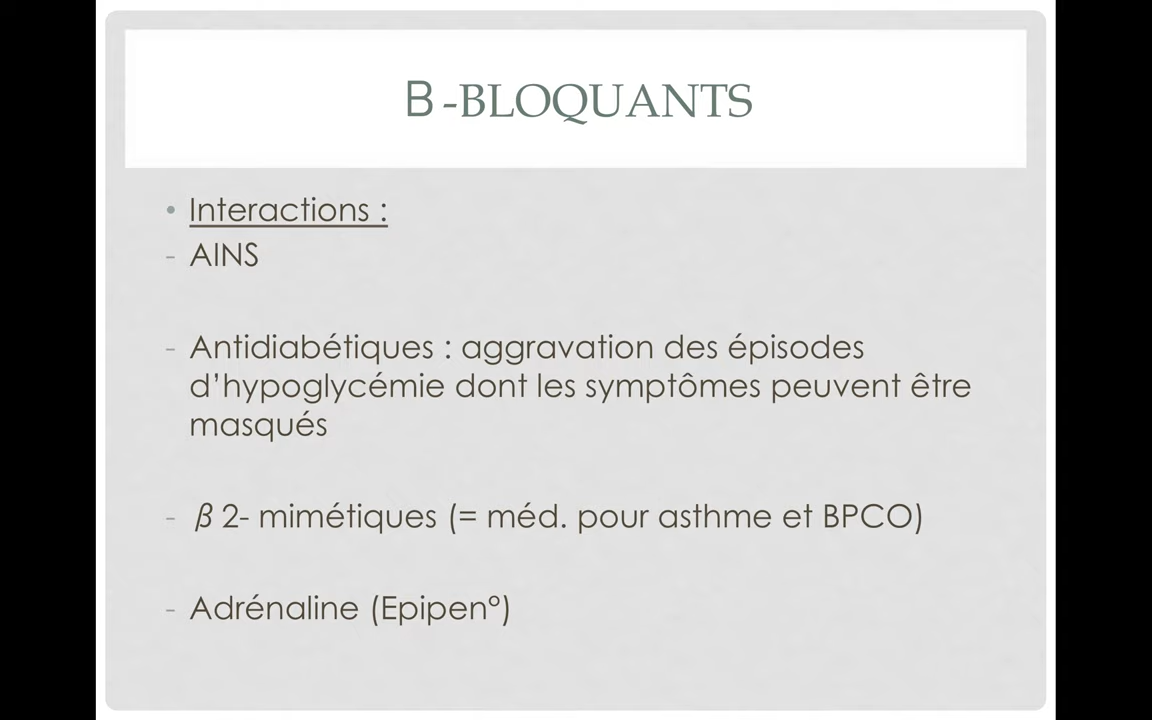 B-BLOQUANTS
• Interactions :
- AINS
- Antidiabétiques : aggravation des épisodes
d’hypoglycémie dont les symptômes peuvent être
masqués
- β 2- mimétiques (= méd. pour asthme et BPCO)
- Adrénaline (Epipen°)